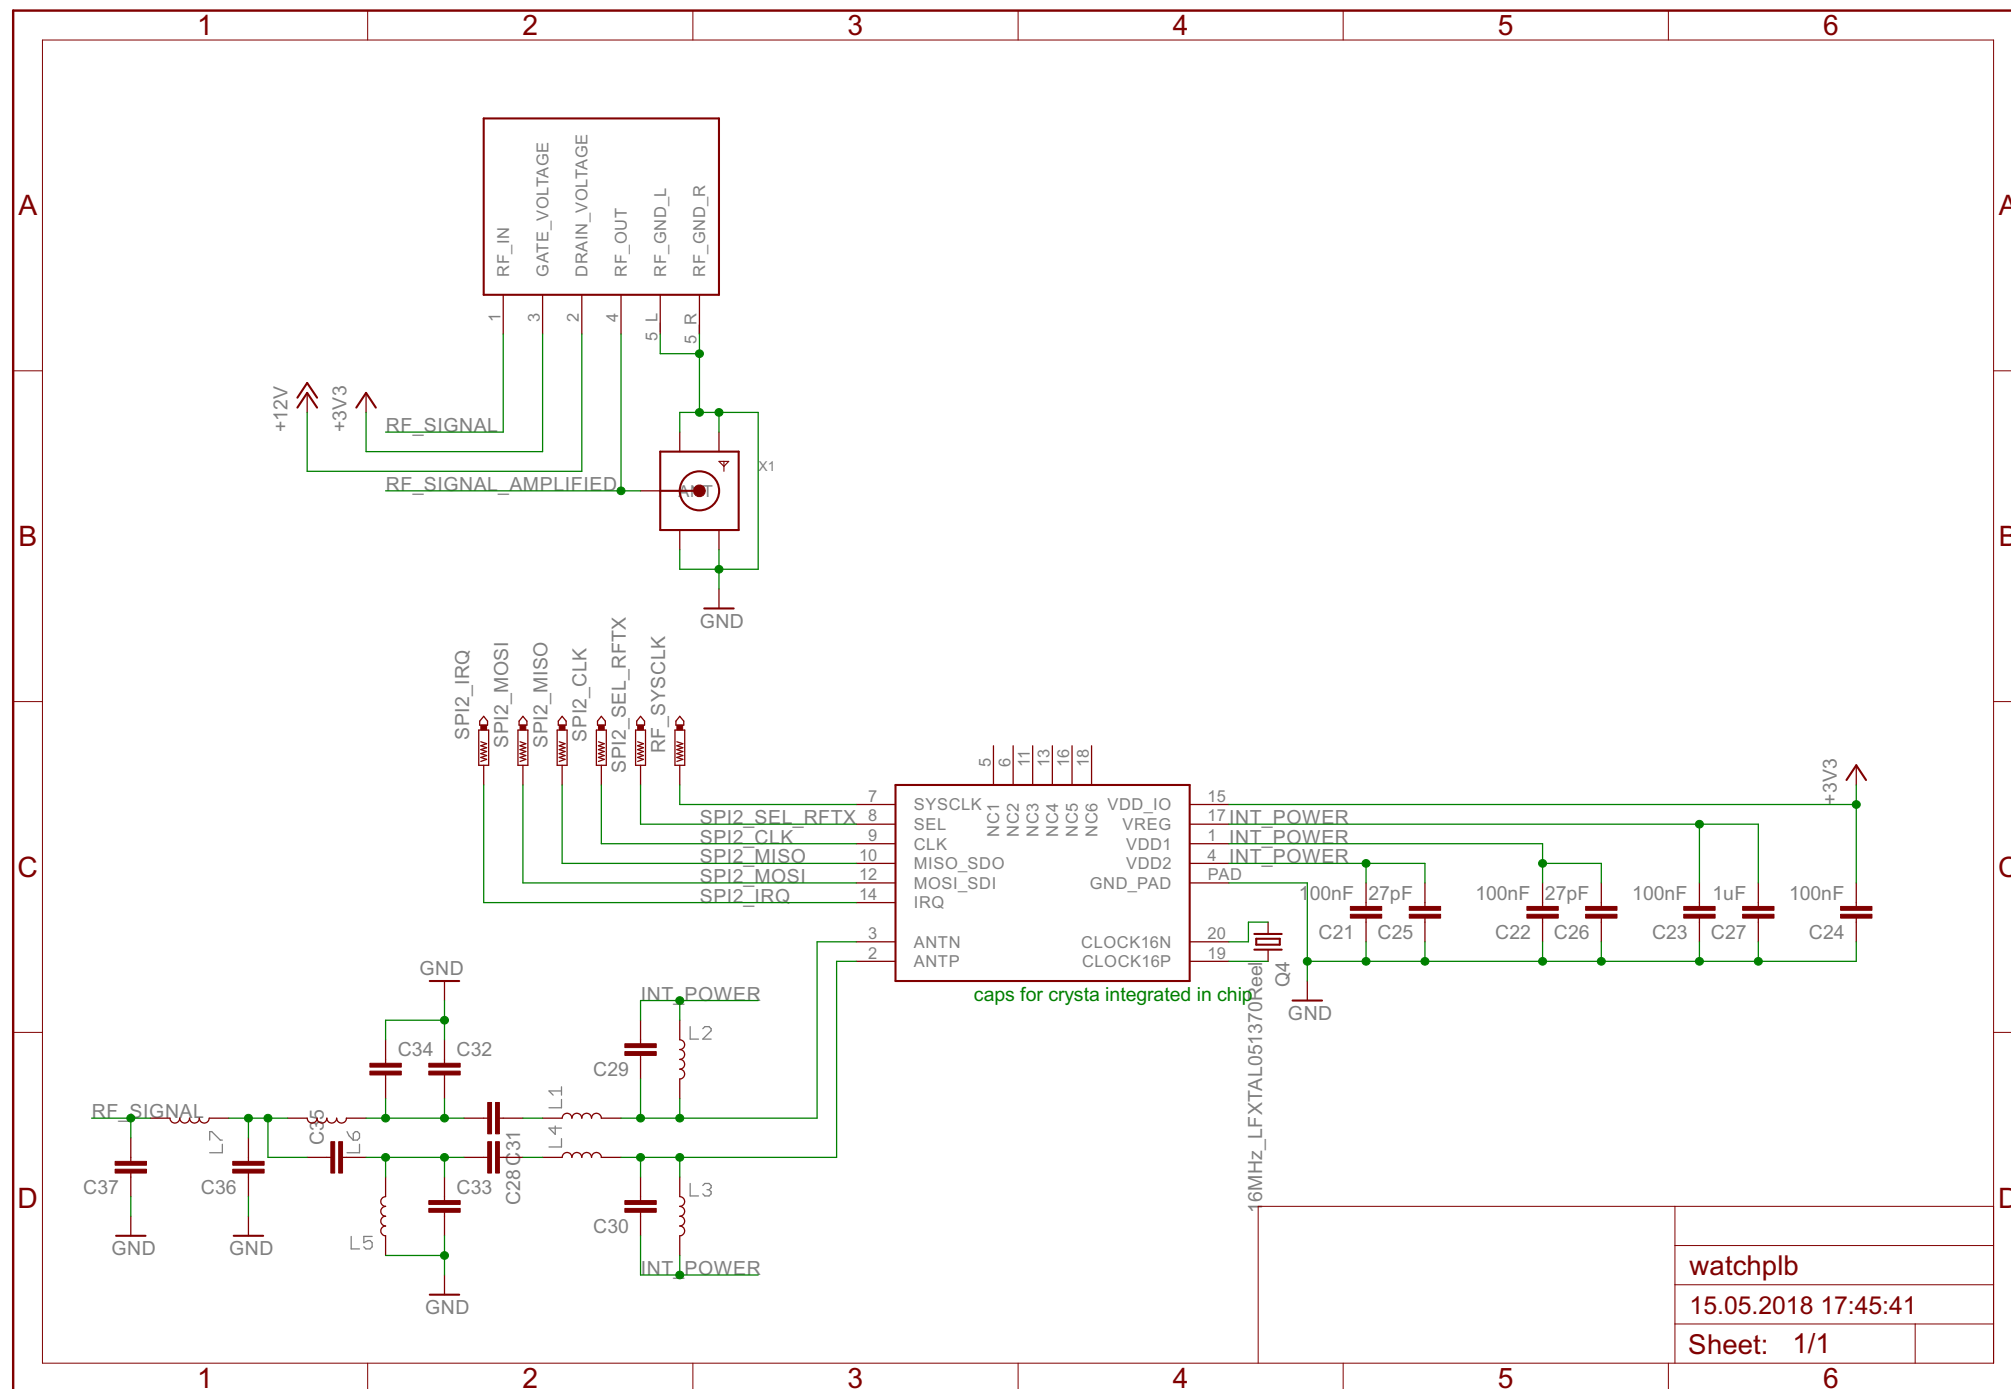 1 2 3 4 5 6
A A
RF_IN
GATE_VOLTAGE
DRAIN_VOLTAGE
RF_OUT
RF_GND_L
RF_GND_R
1 3 2 4 5_L 5_R
+12V
+3V3
RF_SIGNAL
X1
RF_SIGNAL_AMPLIFIED
ANT
B B
GND
SPI2_IRQ
SPI2_MOSI
SPI2_MISO
SPI2_CLK
SPI2_SEL_RFTX
RF_SYSCLK
5 6 11 13 16 18
NC1 NC2 NC3 NC4 NC5 NC6
+3V3
7 SYSCLK VDD_IO 15
SPI2_SEL_RFTX 8 SEL VREG 17 INT_POWER
SPI2_CLK 9 CLK VDD1 1 INT_POWER
SPI2_MISO 10 MISO_SDO VDD2 4 INT_POWER
C C
SPI2_MOSI 12 MOSI_SDI GND_PAD PAD
SPI2_IRQ 14 IRQ
100nF 27pF 100nF 27pF 100nF 1uF 100nF
C21 C25 C22 C26 C23 C27 C24
3 ANTN CLOCK16N 20
2 ANTP CLOCK16P 19
Q4
16MHz_LFXTAL051370Reel
caps for crysta integrated in chip
GND
GND
INT_POWER
L2
C34 C32
C29
RF_SIGNAL
C35
L1
L7
L6
L4
C31
C28
C37 C36 C33
L3
C30
L5
D D
GND GND
INT_POWER
GND
watchplb
15.05.2018 17:45:41
Sheet: 1/1
1 2 3 4 5 6